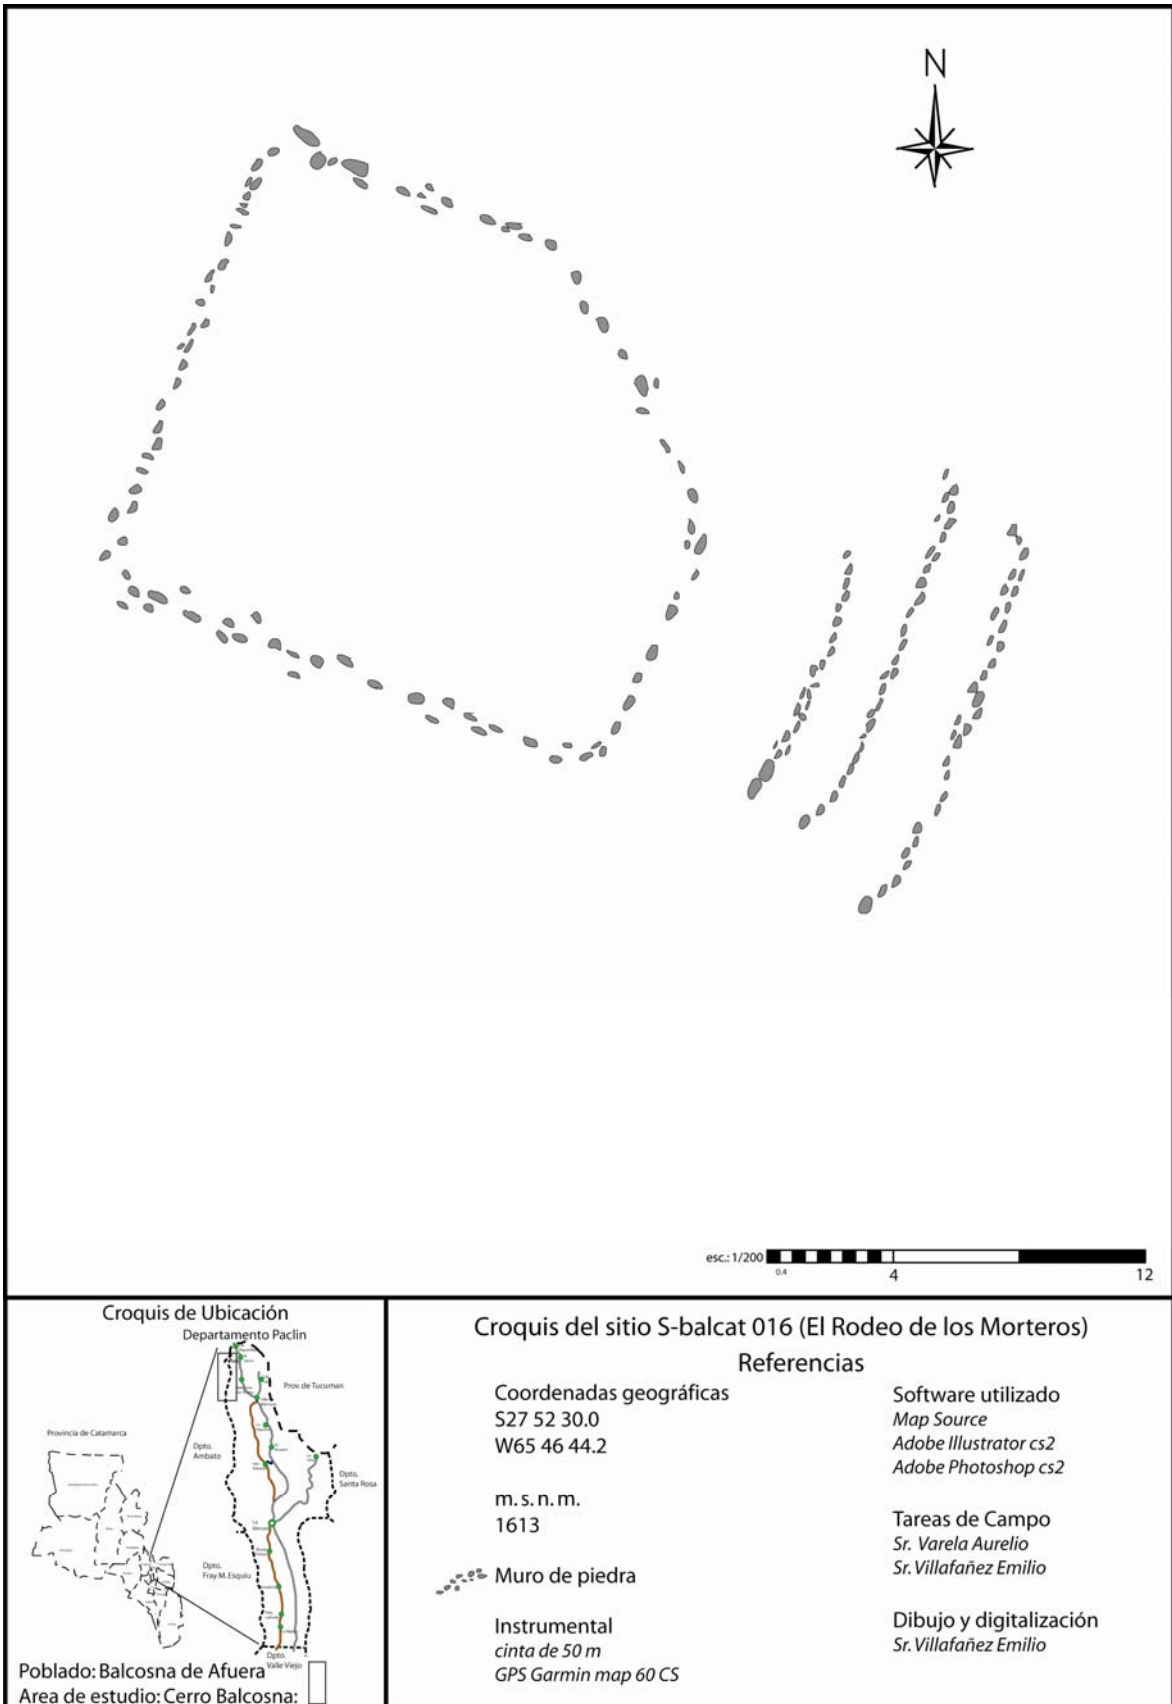 N
esc.: 1/200
0.4
4
12
Croquis de Ubicación
Departamento Paclin
Prov. de Tucuman
Provincia de Catamarca
Dpto.
Ambato
Dpto.
Santa Rosa
Dpto.
Fray M. Esquiu
Dpto.
Valle Viejo
Poblado: Balcosna de Afuera
Area de estudio: Cerro Balcosna:
Croquis del sitio S-balcat 016 (El Rodeo de los Morteros)
Referencias
Coordenadas geográficas
S27 52 30.0
W65 46 44.2
m. s. n. m.
1613
Muro de piedra
Instrumental
cinta de 50 m
GPS Garmin map 60 CS
Software utilizado
Map Source
Adobe Illustrator cs2
Adobe Photoshop cs2
Tareas de Campo
Sr. Varela Aurelio
Sr. Villafañez Emilio
Dibujo y digitalización
Sr. Villafañez Emilio